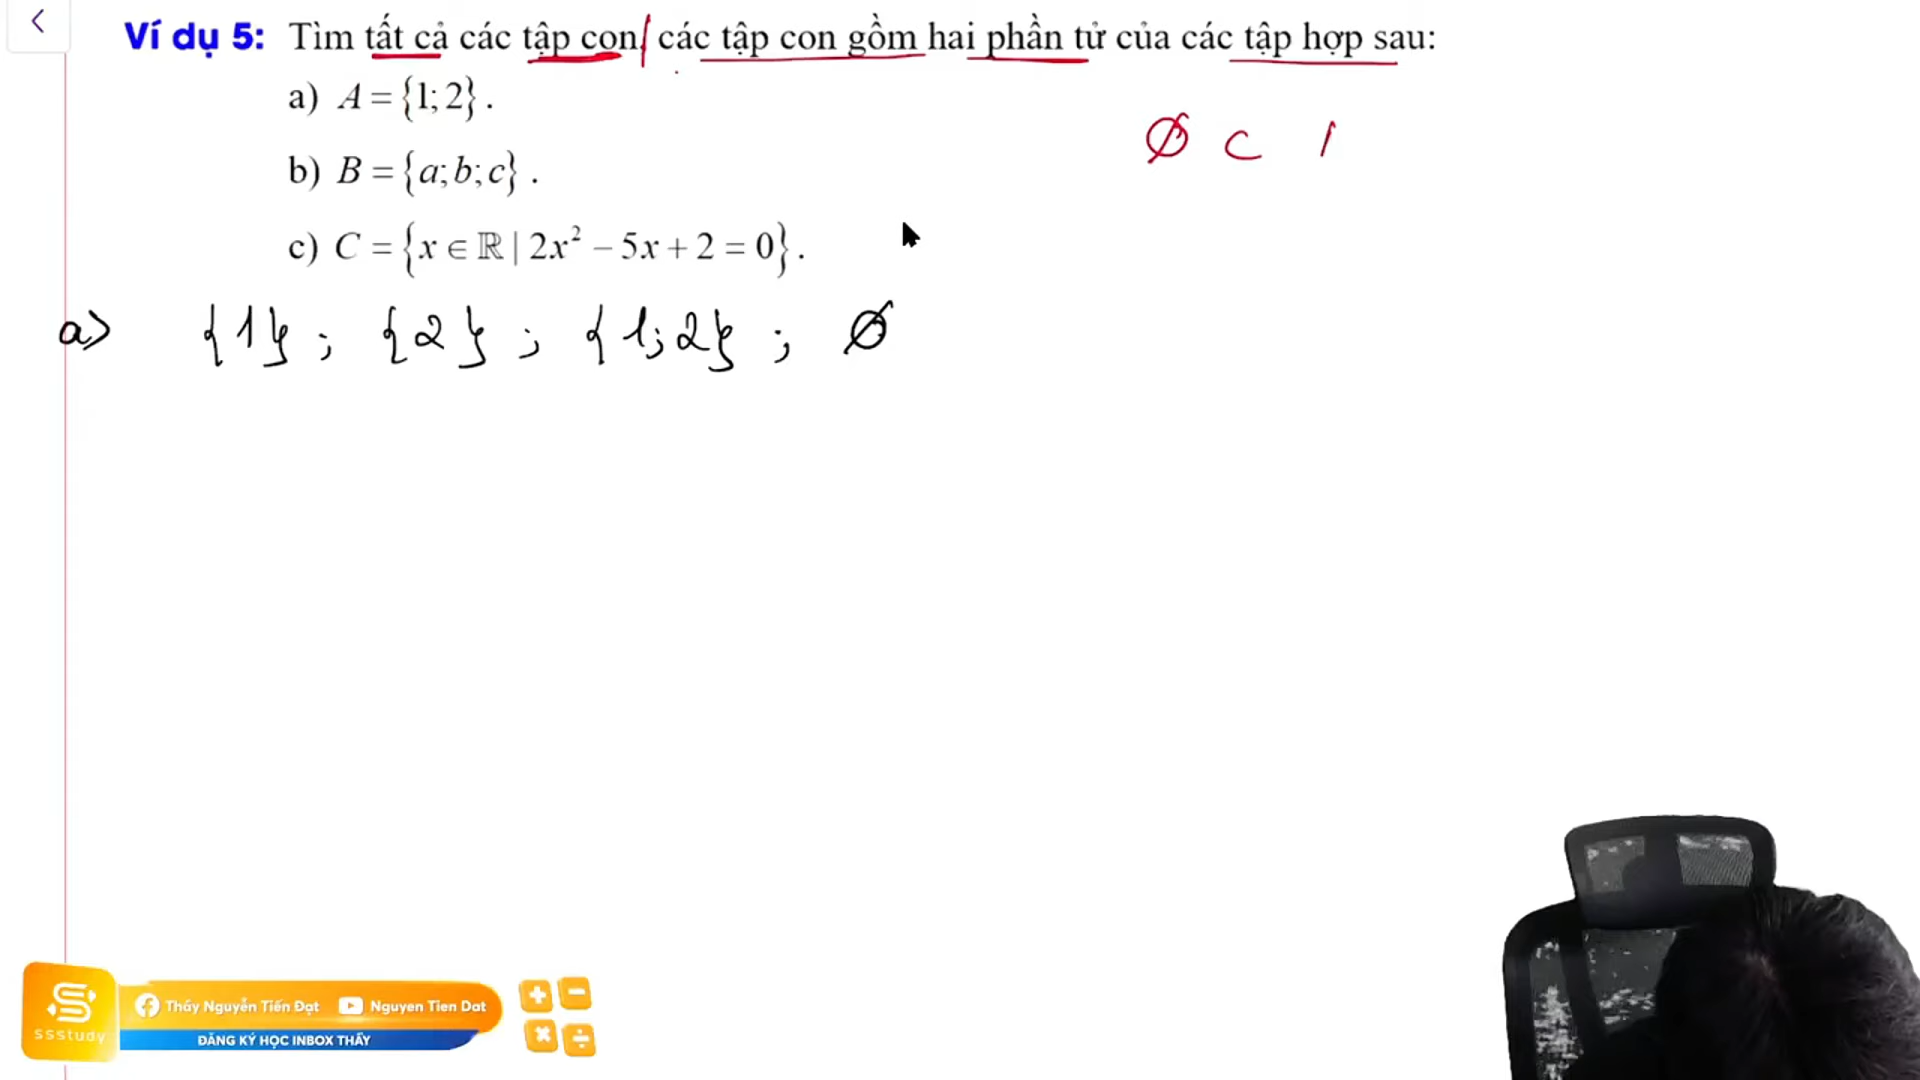 Ví dụ 5: Tìm tất cả các tập con, các tập con gồm hai phần tử của các tập hợp sau:
a) A = {1; 2}.
∅ ⊂
b) B = {a; b; c}.
c) C = {x ∈ ℝ | 2x² − 5x + 2 = 0}.
a) {1}; {2}; {1; 2}; ∅
ssstudy
Thầy Nguyễn Tiến Đạt Nguyen Tien Dat
ĐĂNG KÝ HỌC INBOX THẦY